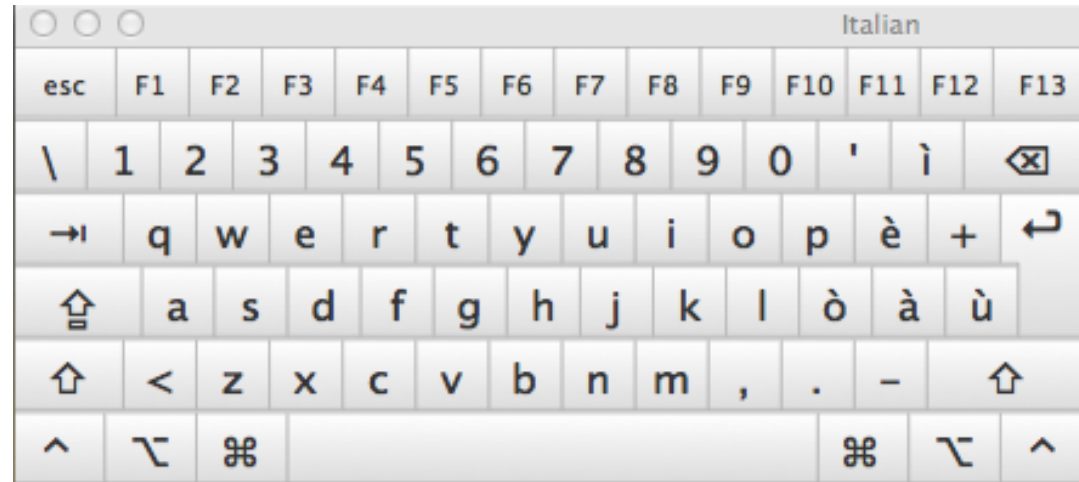 Italian
esc F1 F2 F3 F4 F5 F6 F7 F8 F9 F10 F11 F12 F13
\ 1 2 3 4 5 6 7 8 9 0 ' ì ⌫
⇥ q w e r t y u i o p è + ↩
⇪ a s d f g h j k l ò à ù
⇧ < z x c v b n m , . - ⇧
^ ⌥ ⌘ ⌘ ⌥ ^